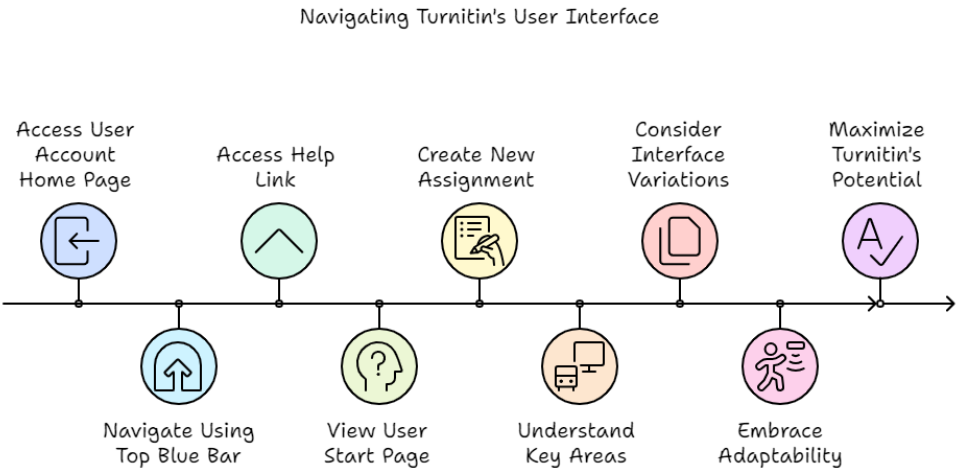 Navigating Turnitin's User Interface
Access User
Account
Home Page
Navigate Using
Top Blue Bar
Access Help
Link
View User
Start Page
Create New
Assignment
Understand
Key Areas
Consider
Interface
Variations
Embrace
Adaptability
Maximize
Turnitin's
Potential